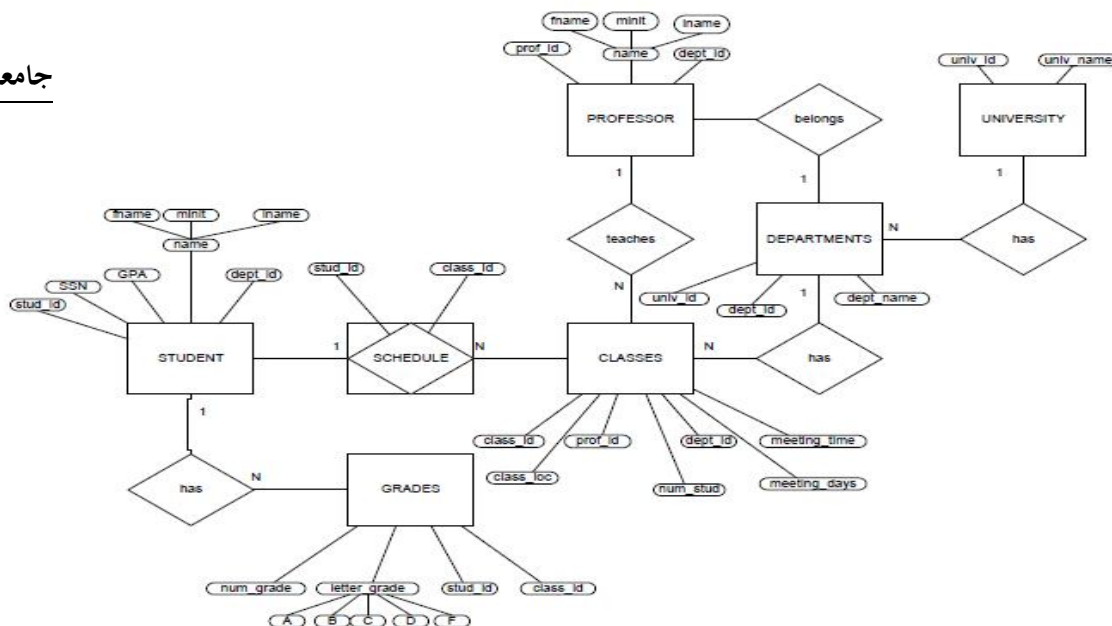 fname minit lname
prof_id name dept_id
univ_id univ_name
جامع
PROFESSOR belongs UNIVERSITY
1 1 1
fname minit lname
name
teaches DEPARTMENTS N has
SSN GPA dept_id stud_id class_id
stud_id
N univ_id dept_id 1 dept_name
STUDENT 1 SCHEDULE N CLASSES N has
1
class_id prof_id dept_id meeting_time
class_loc num_stud meeting_days
has N GRADES
num_grade letter_grade stud_id class_id
A B C D F